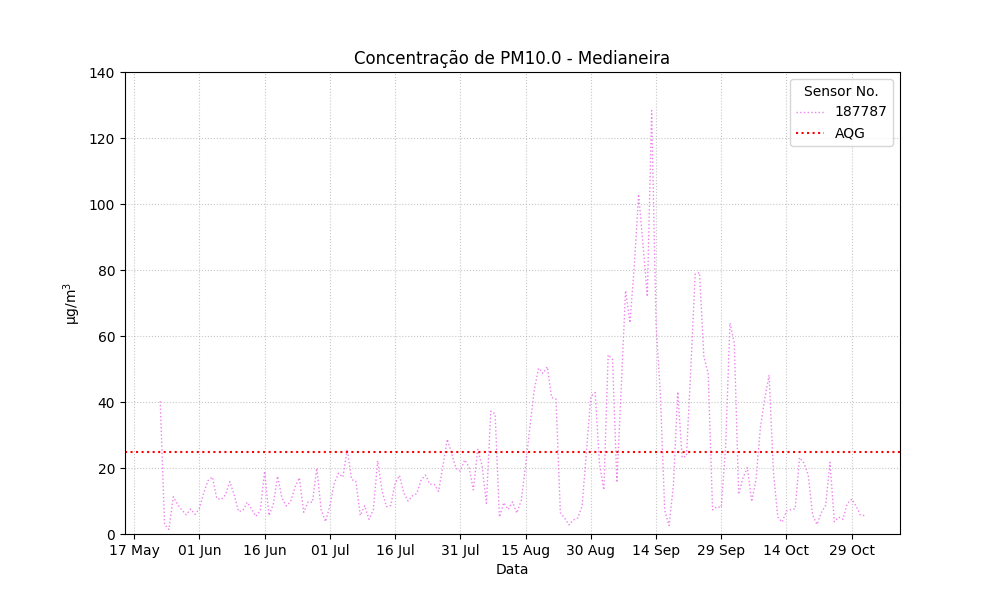 Concentração de PM10.0 - Medianeira
Sensor No.
187787
AQG
µg/m³
140
120
100
80
60
40
20
0
17 May 01 Jun 16 Jun 01 Jul 16 Jul 31 Jul 15 Aug 30 Aug 14 Sep 29 Sep 14 Oct 29 Oct
Data